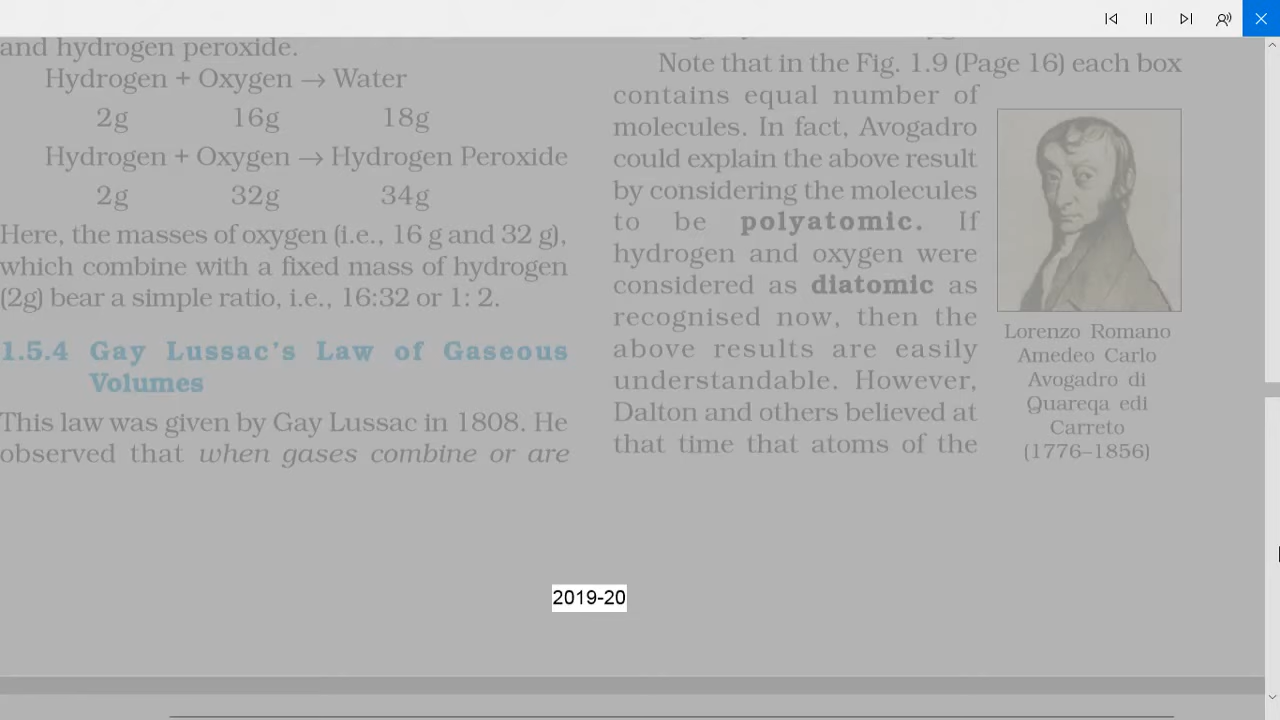 and hydrogen peroxide.
Hydrogen + Oxygen → Water
2g 16g 18g
Hydrogen + Oxygen → Hydrogen Peroxide
2g 32g 34g
Here, the masses of oxygen (i.e., 16 g and 32 g),
which combine with a fixed mass of hydrogen
(2g) bear a simple ratio, i.e., 16:32 or 1: 2.
1.5.4 Gay Lussac's Law of Gaseous
Volumes
This law was given by Gay Lussac in 1808. He
observed that when gases combine or are
Note that in the Fig. 1.9 (Page 16) each box
contains equal number of
molecules. In fact, Avogadro
could explain the above result
by considering the molecules
to be polyatomic. If
hydrogen and oxygen were
considered as diatomic as
recognised now, then the
above results are easily
understandable. However,
Dalton and others believed at
that time that atoms of the
Lorenzo Romano
Amedeo Carlo
Avogadro di
Quareqa edi
Carreto
(1776–1856)
2019-20